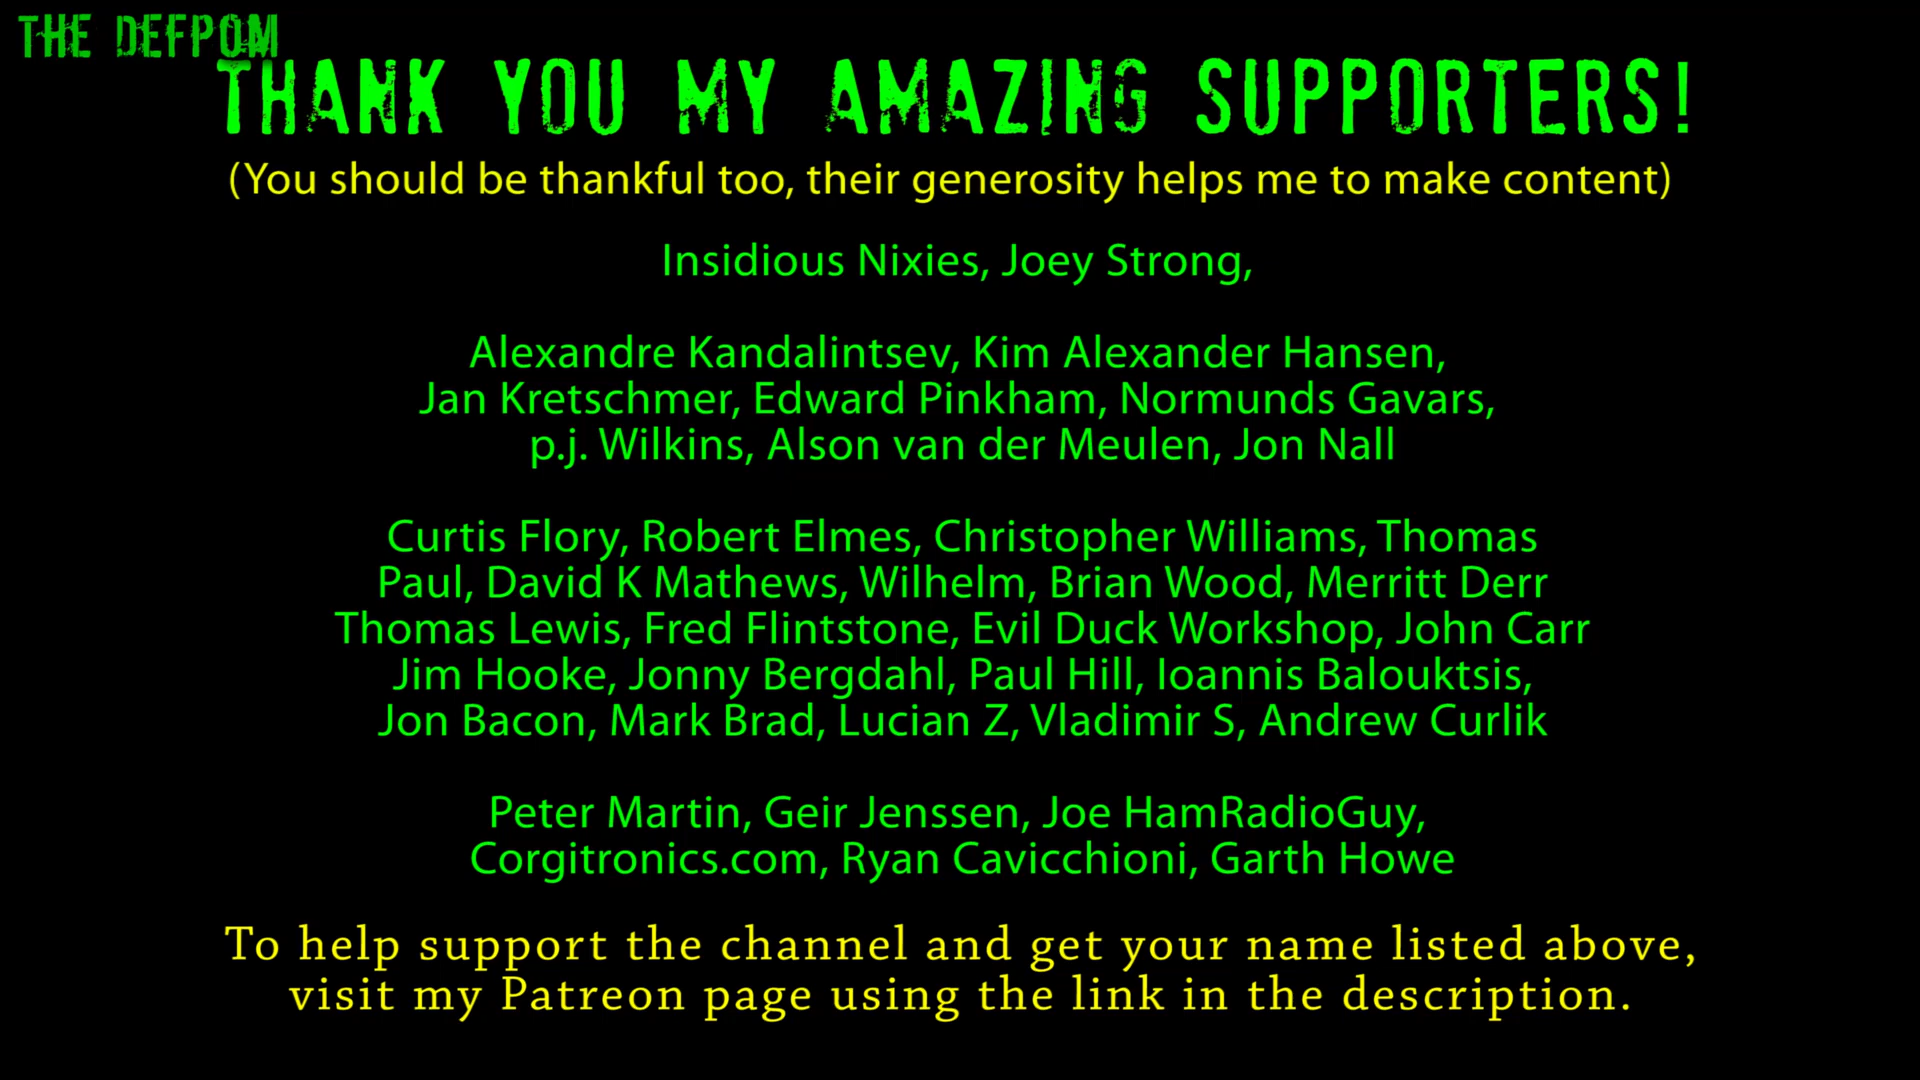 THE DEFPOM
THANK YOU MY AMAZING SUPPORTERS!
(You should be thankful too, their generosity helps me to make content)
Insidious Nixies, Joey Strong,
Alexandre Kandalintsev, Kim Alexander Hansen,
Jan Kretschmer, Edward Pinkham, Normunds Gavars,
p.j. Wilkins, Alson van der Meulen, Jon Nall
Curtis Flory, Robert Elmes, Christopher Williams, Thomas
Paul, David K Mathews, Wilhelm, Brian Wood, Merritt Derr
Thomas Lewis, Fred Flintstone, Evil Duck Workshop, John Carr
Jim Hooke, Jonny Bergdahl, Paul Hill, Ioannis Balouktsis,
Jon Bacon, Mark Brad, Lucian Z, Vladimir S, Andrew Curlik
Peter Martin, Geir Jenssen, Joe HamRadioGuy,
Corgitronics.com, Ryan Cavicchioni, Garth Howe
To help support the channel and get your name listed above,
visit my Patreon page using the link in the description.